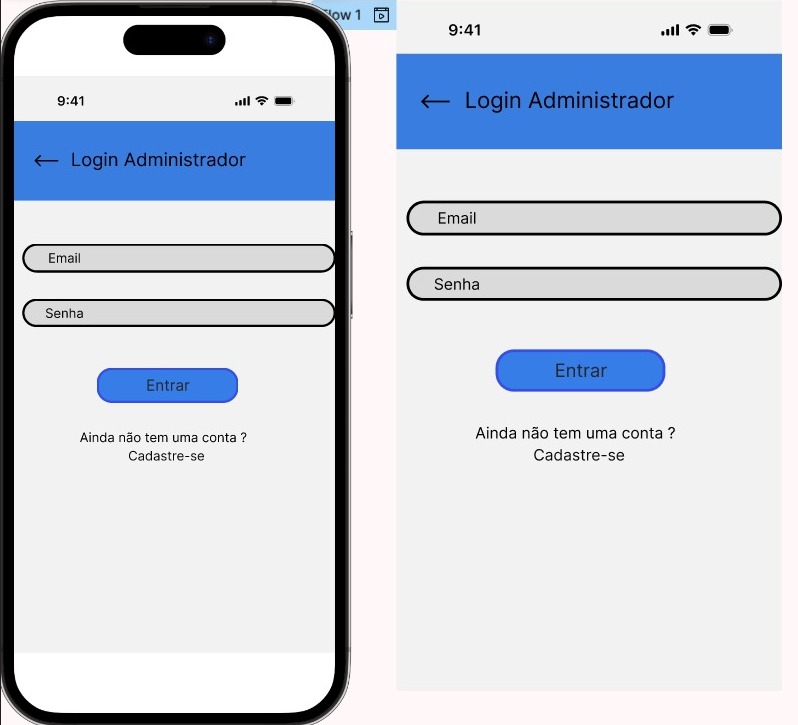 Flow 1
9:41
Login Administrador
Email
Senha
Entrar
Ainda não tem uma conta ?
Cadastre-se
9:41
Login Administrador
Email
Senha
Entrar
Ainda não tem uma conta ?
Cadastre-se